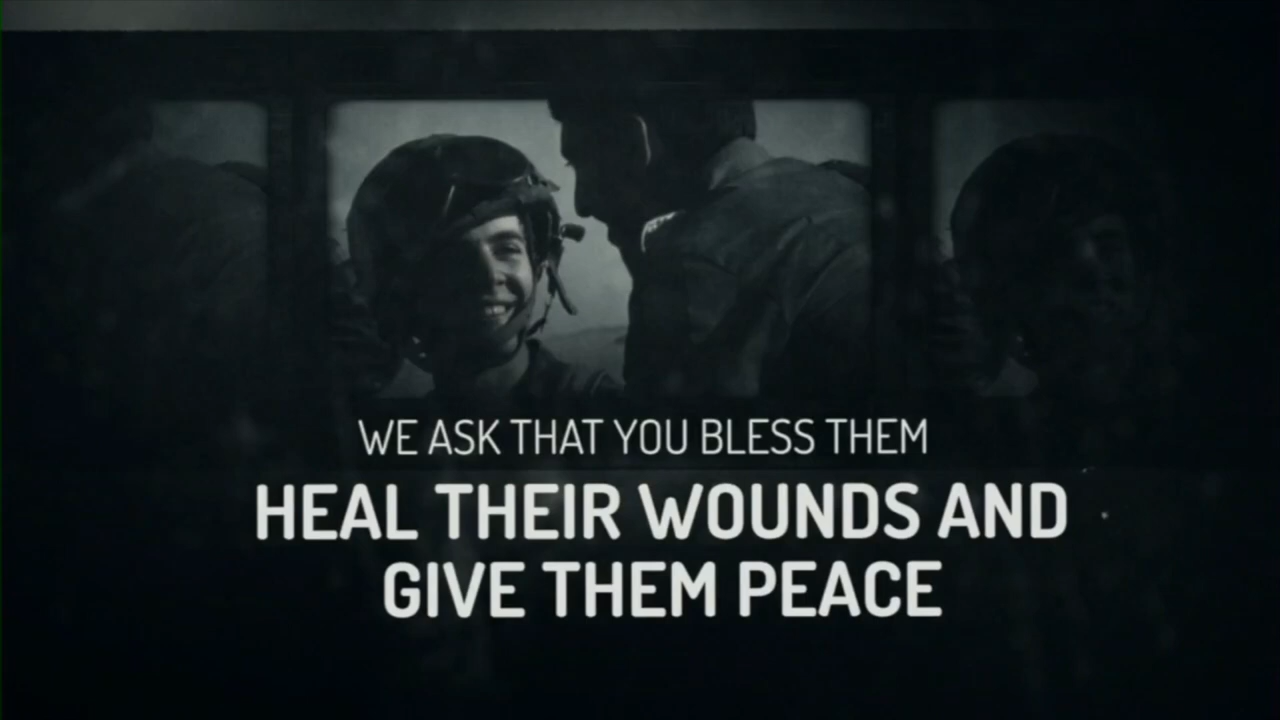 WE ASK THAT YOU BLESS THEM
HEAL THEIR WOUNDS AND
GIVE THEM PEACE